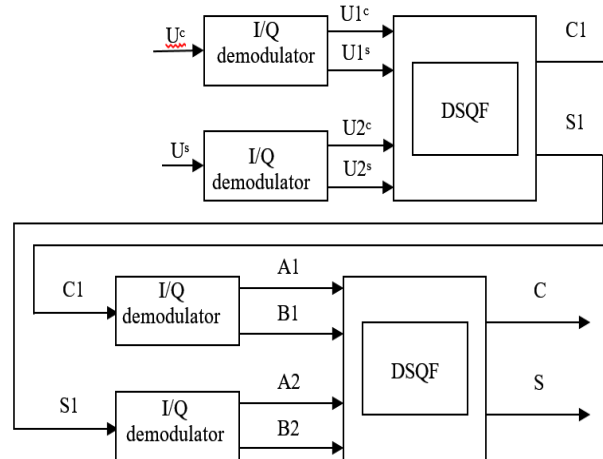 Uᶜ
I/Q
demodulator
U1ᶜ
U1ˢ
DSQF
C1
S1
Uˢ
I/Q
demodulator
U2ᶜ
U2ˢ
C1
I/Q
demodulator
A1
B1
DSQF
C
S
S1
I/Q
demodulator
A2
B2